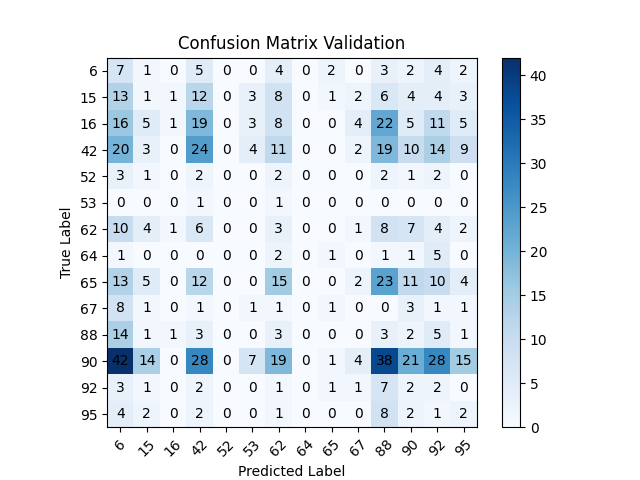 Confusion Matrix Validation
6 7 1 0 5 0 0 4 0 2 0 3 2 4 2
15 13 1 1 12 0 3 8 0 1 2 6 4 4 3
16 16 5 1 19 0 3 8 0 0 4 22 5 11 5
42 20 3 0 24 0 4 11 0 0 2 19 10 14 9
52 3 1 0 2 0 0 2 0 0 0 2 1 2 0
53 0 0 0 1 0 0 1 0 0 0 0 0 0 0
62 10 4 1 6 0 0 3 0 0 1 8 7 4 2
64 1 0 0 0 0 0 2 0 1 0 1 1 5 0
65 13 5 0 12 0 0 15 0 0 2 23 11 10 4
67 8 1 0 1 0 1 1 0 1 0 0 3 1 1
88 14 1 1 3 0 0 3 0 0 0 3 2 5 1
90 42 14 0 28 0 7 19 0 1 4 38 21 28 15
92 3 1 0 2 0 0 1 0 1 1 7 2 2 0
95 4 2 0 2 0 0 1 0 0 0 8 2 1 2
6 15 16 42 52 53 62 64 65 67 88 90 92 95
Predicted Label
True Label
40
35
30
25
20
15
10
5
0